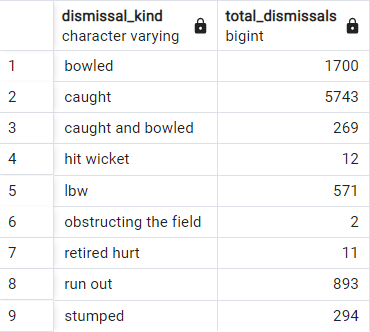 dismissal_kind total_dismissals
character varying bigint
1 bowled 1700
2 caught 5743
3 caught and bowled 269
4 hit wicket 12
5 lbw 571
6 obstructing the field 2
7 retired hurt 11
8 run out 893
9 stumped 294